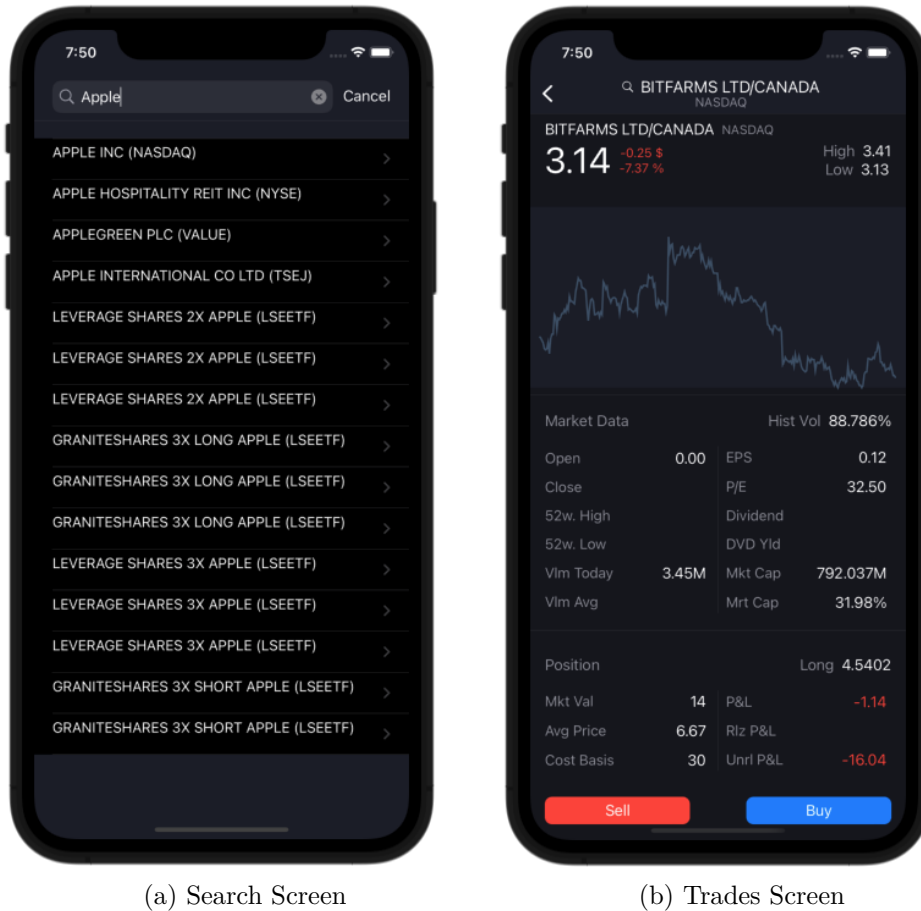 7:50
Apple
Cancel
APPLE INC (NASDAQ)
APPLE HOSPITALITY REIT INC (NYSE)
APPLEGREEN PLC (VALUE)
APPLE INTERNATIONAL CO LTD (TSEJ)
LEVERAGE SHARES 2X APPLE (LSEETF)
LEVERAGE SHARES 2X APPLE (LSEETF)
LEVERAGE SHARES 2X APPLE (LSEETF)
GRANITESHARES 3X LONG APPLE (LSEETF)
GRANITESHARES 3X LONG APPLE (LSEETF)
GRANITESHARES 3X LONG APPLE (LSEETF)
LEVERAGE SHARES 3X APPLE (LSEETF)
LEVERAGE SHARES 3X APPLE (LSEETF)
LEVERAGE SHARES 3X APPLE (LSEETF)
GRANITESHARES 3X SHORT APPLE (LSEETF)
GRANITESHARES 3X SHORT APPLE (LSEETF)
(a) Search Screen
7:50
BITFARMS LTD/CANADA
NASDAQ
BITFARMS LTD/CANADA NASDAQ
3.14 -0.25 $ -7.37 %
High 3.41
Low 3.13
Market Data Hist Vol 88.786%
Open 0.00 EPS 0.12
Close P/E 32.50
52w. High Dividend
52w. Low DVD Yld
Vlm Today 3.45M Mkt Cap 792.037M
Vlm Avg Mrt Cap 31.98%
Position Long 4.5402
Mkt Val 14 P&L -1.14
Avg Price 6.67 Rlz P&L
Cost Basis 30 Unrl P&L -16.04
Sell Buy
(b) Trades Screen